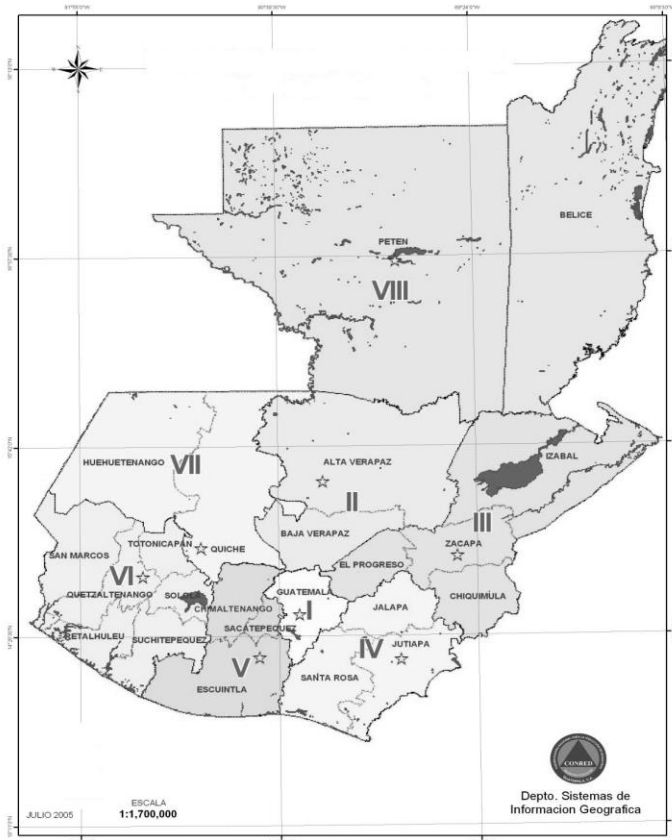 BELICE
PETEN
VIII
ALTA VERAPAZ
IZABAL
HUEHUETENANGO
VII
II
III
BAJA VERAPAZ
ZACAPA
TOTONICAPÁN
QUICHE
SAN MARCOS
EL PROGRESO
VI
GUATEMALA
CHIQUIMULA
QUETZALTENANGO
SOLOLÁ
CHIMALTENANGO
I
JALAPA
SACATEPEQUEZ
RETALHULEU
SUCHITEPEQUEZ
IV
JUTIAPA
V
SANTA ROSA
ESCUINTLA
CONRED
Depto. Sistemas de
Informacion Geografica
JULIO 2005
ESCALA
1:1,700,000